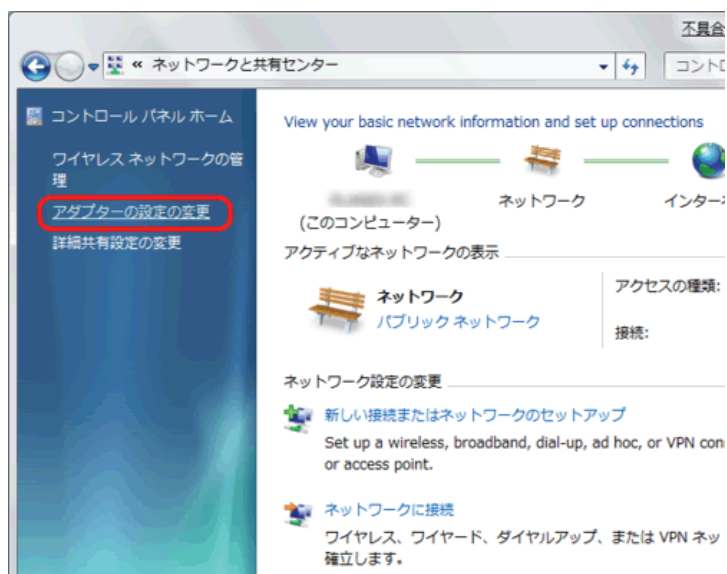 不具合
« ネットワークと共有センター
コントロ
コントロール パネル ホーム
ワイヤレス ネットワークの管
理
アダプターの設定の変更
詳細共有設定の変更
View your basic network information and set up connections
(このコンピューター)
ネットワーク
インターネ
アクティブなネットワークの表示
ネットワーク
パブリック ネットワーク
アクセスの種類:
接続:
ネットワーク設定の変更
新しい接続またはネットワークのセットアップ
Set up a wireless, broadband, dial-up, ad hoc, or VPN con
or access point.
ネットワークに接続
ワイヤレス、ワイヤード、ダイヤルアップ、または VPN ネッ
確立します。